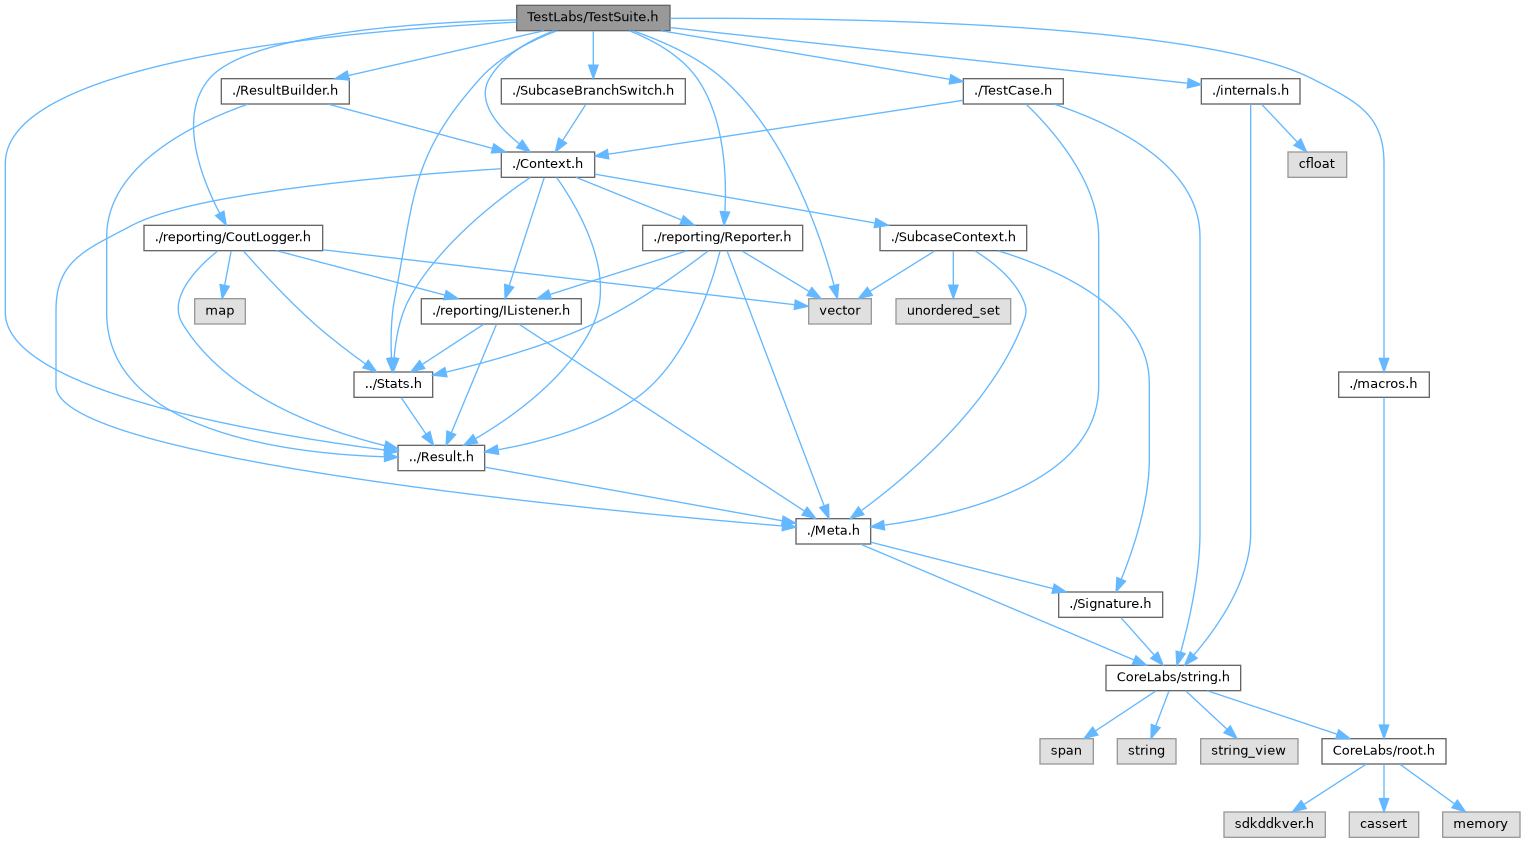 TestLabs/TestSuite.h
./ResultBuilder.h
./SubcaseBranchSwitch.h
./TestCase.h
./internals.h
./Context.h
cfloat
./reporting/CoutLogger.h
./reporting/Reporter.h
./SubcaseContext.h
map
./reporting/IListener.h
vector
unordered_set
../Stats.h
./macros.h
../Result.h
./Meta.h
./Signature.h
CoreLabs/string.h
span
string
string_view
CoreLabs/root.h
sdkddkver.h
cassert
memory